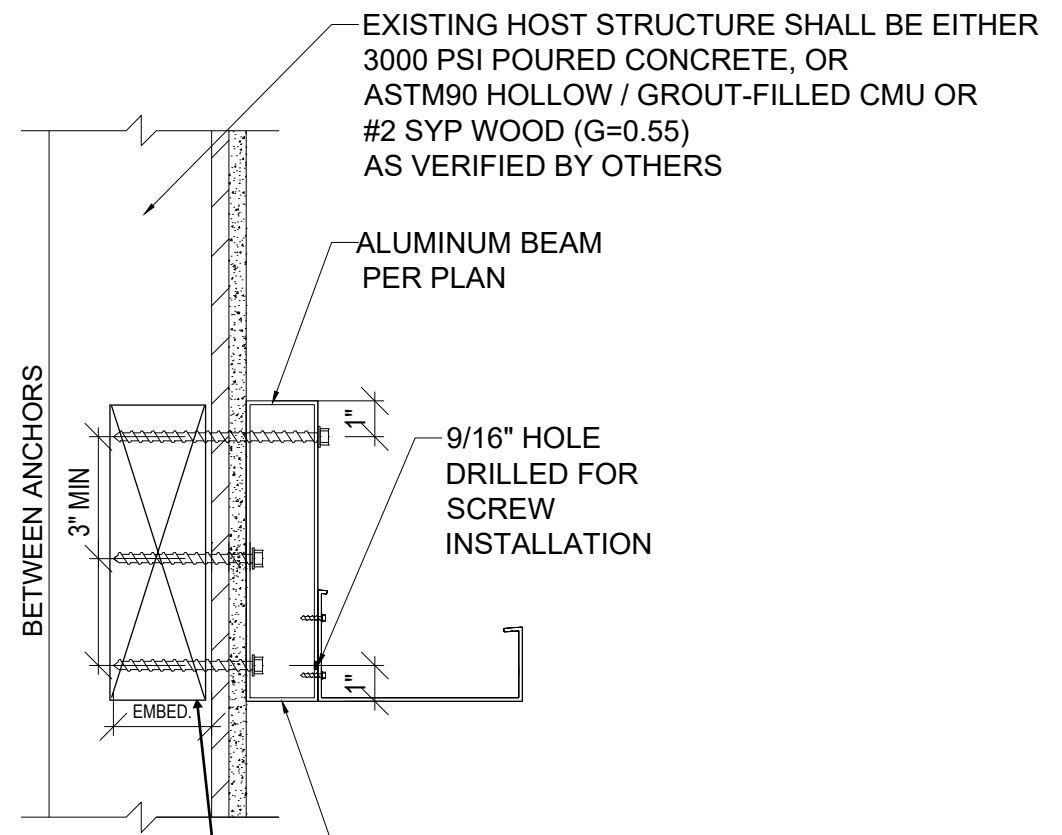 EXISTING HOST STRUCTURE SHALL BE EITHER
3000 PSI POURED CONCRETE, OR
ASTM90 HOLLOW / GROUT-FILLED CMU OR
#2 SYP WOOD (G=0.55)
AS VERIFIED BY OTHERS
ALUMINUM BEAM
PER PLAN
1"
9/16" HOLE
DRILLED FOR
SCREW
INSTALLATION
BETWEEN ANCHORS
3" MIN
1"
EMBED.